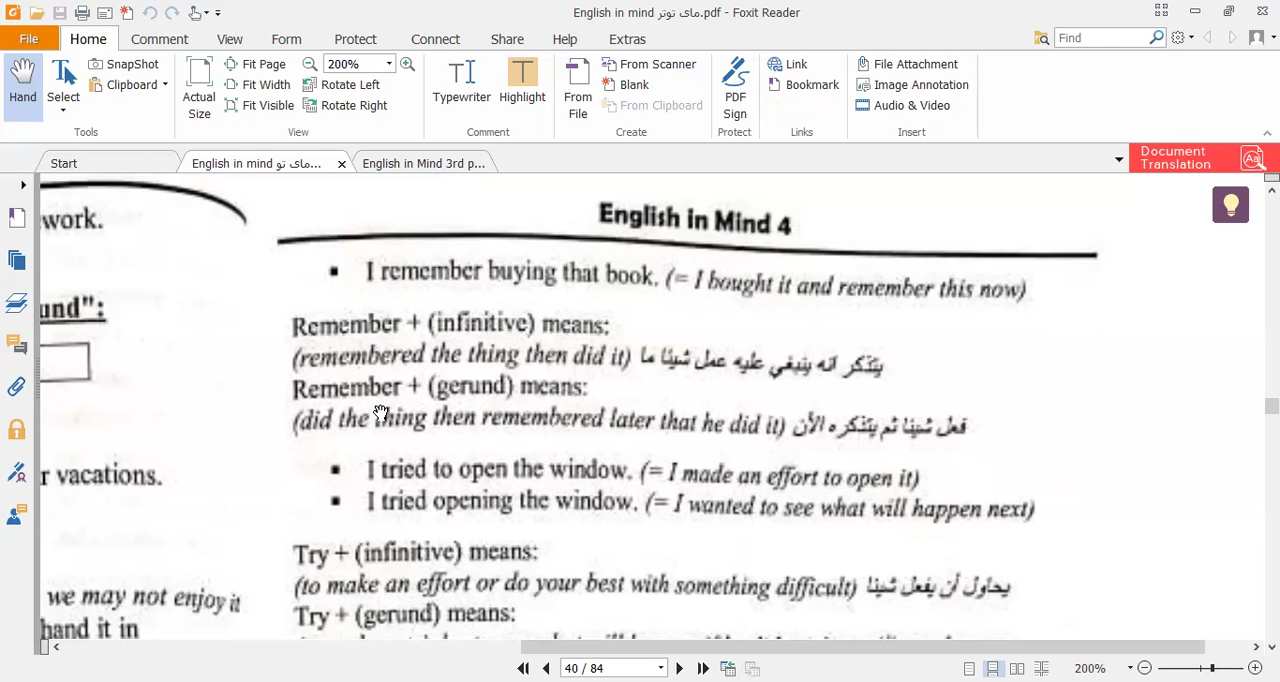 English in mind ماى توتر.pdf - Foxit Reader
File Home Comment View Form Protect Connect Share Help Extras
Find
Hand
Select
SnapShot
Clipboard
Actual Size
Fit Page
Fit Width
Fit Visible
200%
Rotate Left
Rotate Right
Typewriter
Highlight
From File
From Scanner
Blank
From Clipboard
PDF Sign
Link
Bookmark
File Attachment
Image Annotation
Audio & Video
Tools View Comment Create Protect Links Insert
Start
English in mind ماى تو...
English in Mind 3rd p...
Document Translation
work.
und":
r vacations.
we may not enjoy it
hand it in
English in Mind 4
▪ I remember buying that book. (= I bought it and remember this now)
Remember + (infinitive) means:
(remembered the thing then did it) يتذكر انه ينبغي عليه عمل شيئا ما
Remember + (gerund) means:
(did the thing then remembered later that he did it) فعل شيئا ثم يتذكره الأن
▪ I tried to open the window. (= I made an effort to open it)
▪ I tried opening the window. (= I wanted to see what will happen next)
Try + (infinitive) means:
(to make an effort or do your best with something difficult) يحاول أن يفعل شيئا
Try + (gerund) means:
40 / 84
200%